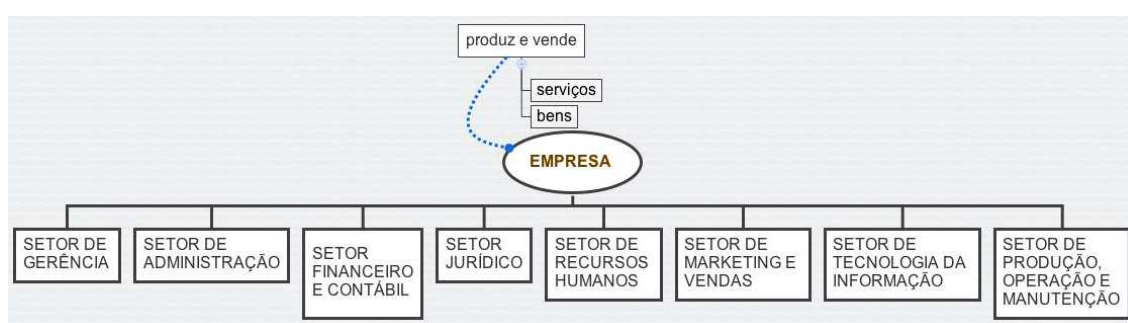 produz e vende
serviços
bens
EMPRESA
SETOR DE
GERÊNCIA
SETOR DE
ADMINISTRAÇÃO
SETOR
FINANCEIRO
E CONTÁBIL
SETOR
JURÍDICO
SETOR DE
RECURSOS
HUMANOS
SETOR DE
MARKETING E
VENDAS
SETOR DE
TECNOLOGIA DA
INFORMAÇÃO
SETOR DE
PRODUÇÃO,
OPERAÇÃO E
MANUTENÇÃO